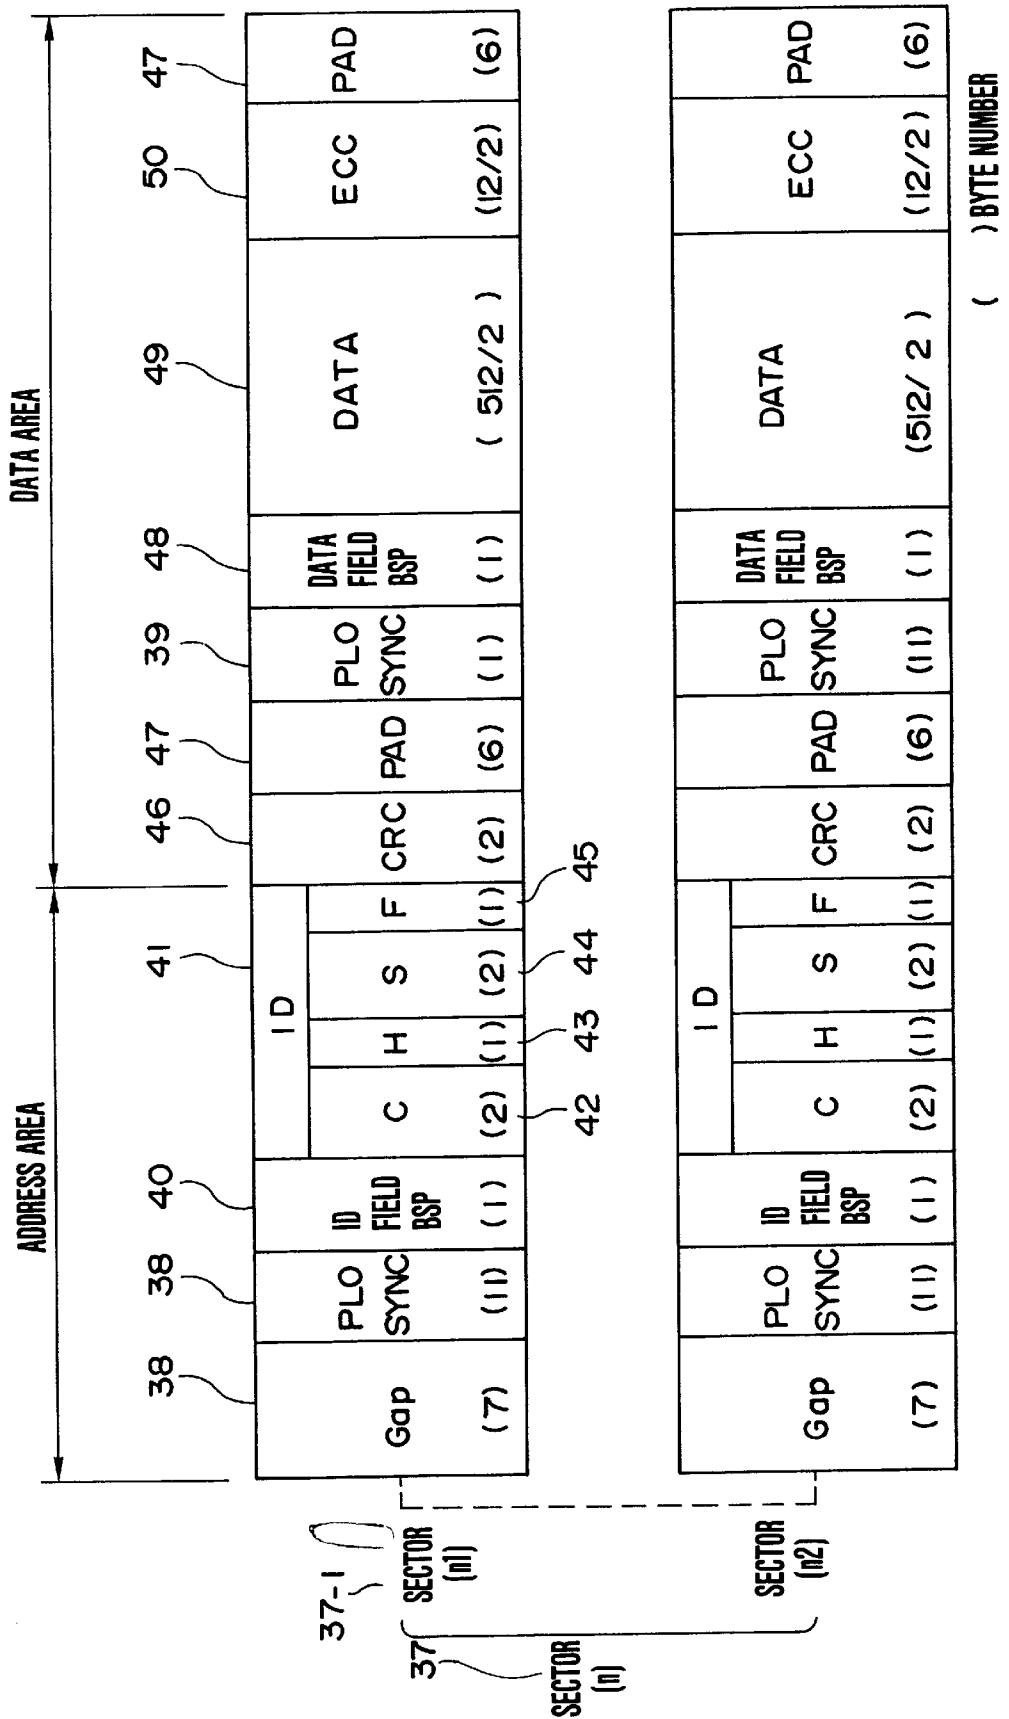 ADDRESS AREA
DATA AREA
38
38
40
41
46
47
39
48
49
50
47
37-1
SECTOR
(n1)
Gap
(7)
PLO
SYNC
(11)
ID
FIELD
BSP
(1)
ID
C
(2)
H
(1)
S
(2)
F
(1)
CRC
(2)
PAD
(6)
PLO
SYNC
(1)
DATA
FIELD
BSP
(1)
DATA
( 512/2 )
ECC
(12/2)
PAD
(6)
42
43
44
45
37
SECTOR
(n)
SECTOR
(n2)
Gap
(7)
PLO
SYNC
(11)
ID
FIELD
BSP
(1)
ID
C
(2)
H
(1)
S
(2)
F
(1)
CRC
(2)
PAD
(6)
PLO
SYNC
(11)
DATA
FIELD
BSP
(1)
DATA
(512/ 2 )
ECC
(12/2)
PAD
(6)
( ) BYTE NUMBER